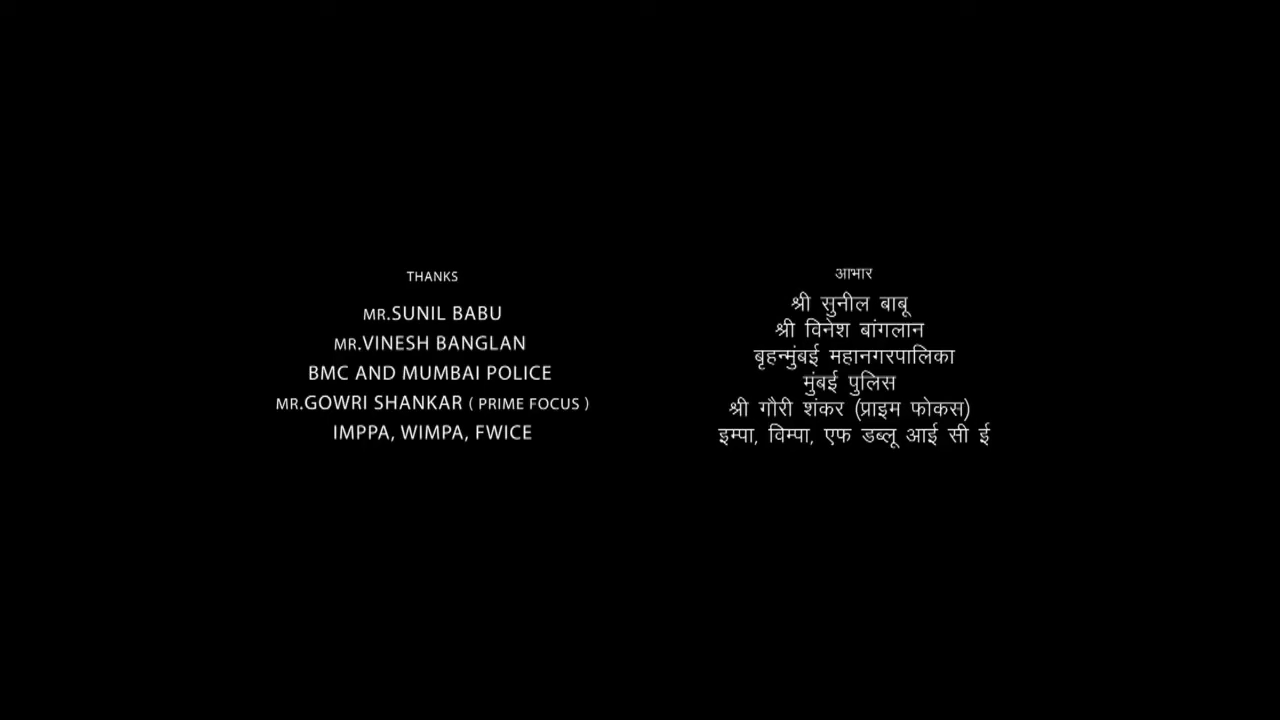 THANKS
MR.SUNIL BABU
MR.VINESH BANGLAN
BMC AND MUMBAI POLICE
MR.GOWRI SHANKAR ( PRIME FOCUS )
IMPPA, WIMPA, FWICE
आभार
श्री सुनील बाबू
श्री विनेश बांगलान
बृहन्मुंबई महानगरपालिका
मुंबई पुलिस
श्री गौरी शंकर (प्राइम फोकस)
इम्पा, विम्पा, एफ डब्लू आई सी ई